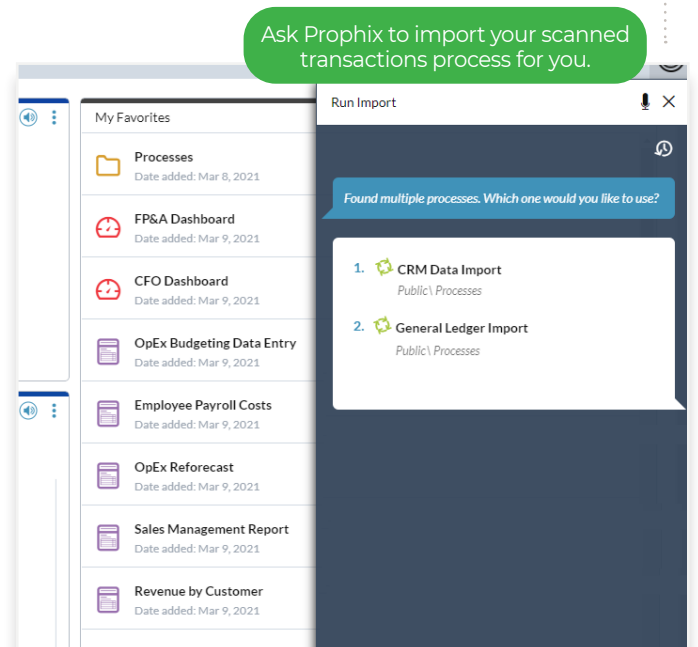 Ask Prophix to import your scanned
transactions process for you.
My Favorites
Processes
Date added: Mar 8, 2021
FP&A Dashboard
Date added: Mar 9, 2021
CFO Dashboard
Date added: Mar 9, 2021
OpEx Budgeting Data Entry
Date added: Mar 9, 2021
Employee Payroll Costs
Date added: Mar 9, 2021
OpEx Reforecast
Date added: Mar 9, 2021
Sales Management Report
Date added: Mar 9, 2021
Revenue by Customer
Date added: Mar 9, 2021
Run Import
Found multiple processes. Which one would you like to use?
1. CRM Data Import
Public\ Processes
2. General Ledger Import
Public\ Processes